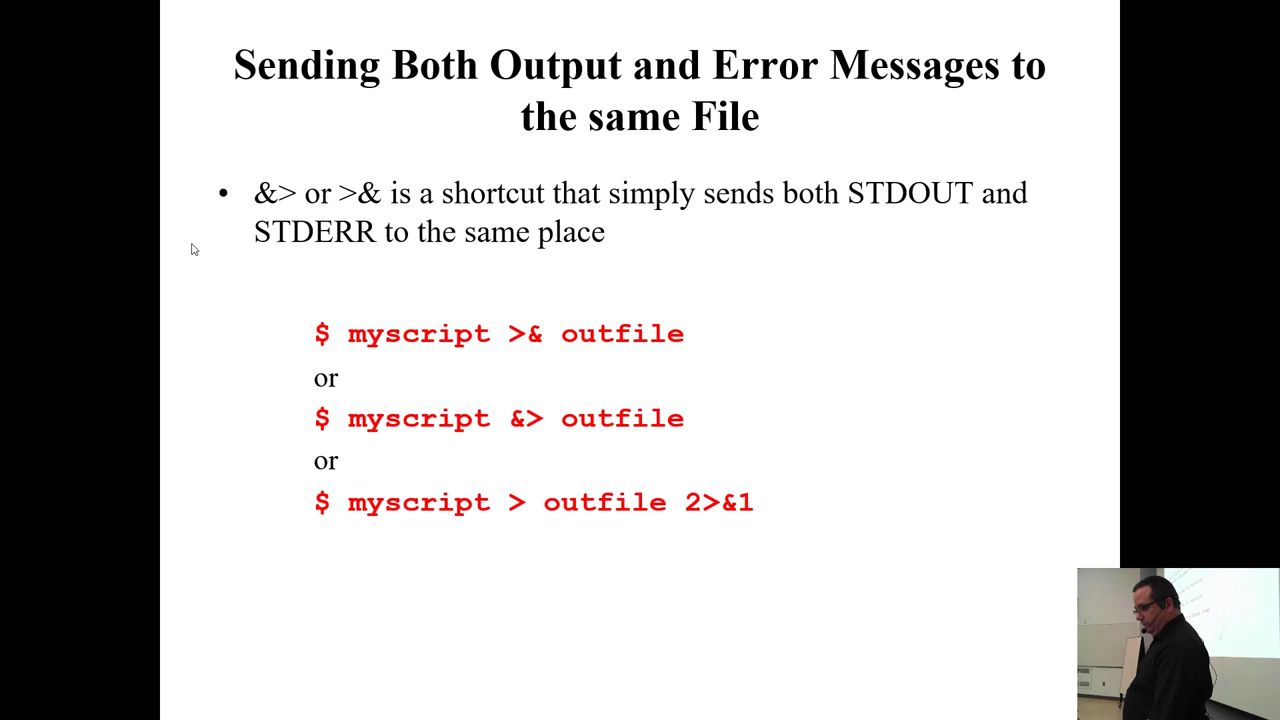 Sending Both Output and Error Messages to
the same File
• &> or >& is a shortcut that simply sends both STDOUT and
STDERR to the same place
$ myscript >& outfile
or
$ myscript &> outfile
or
$ myscript > outfile 2>&1